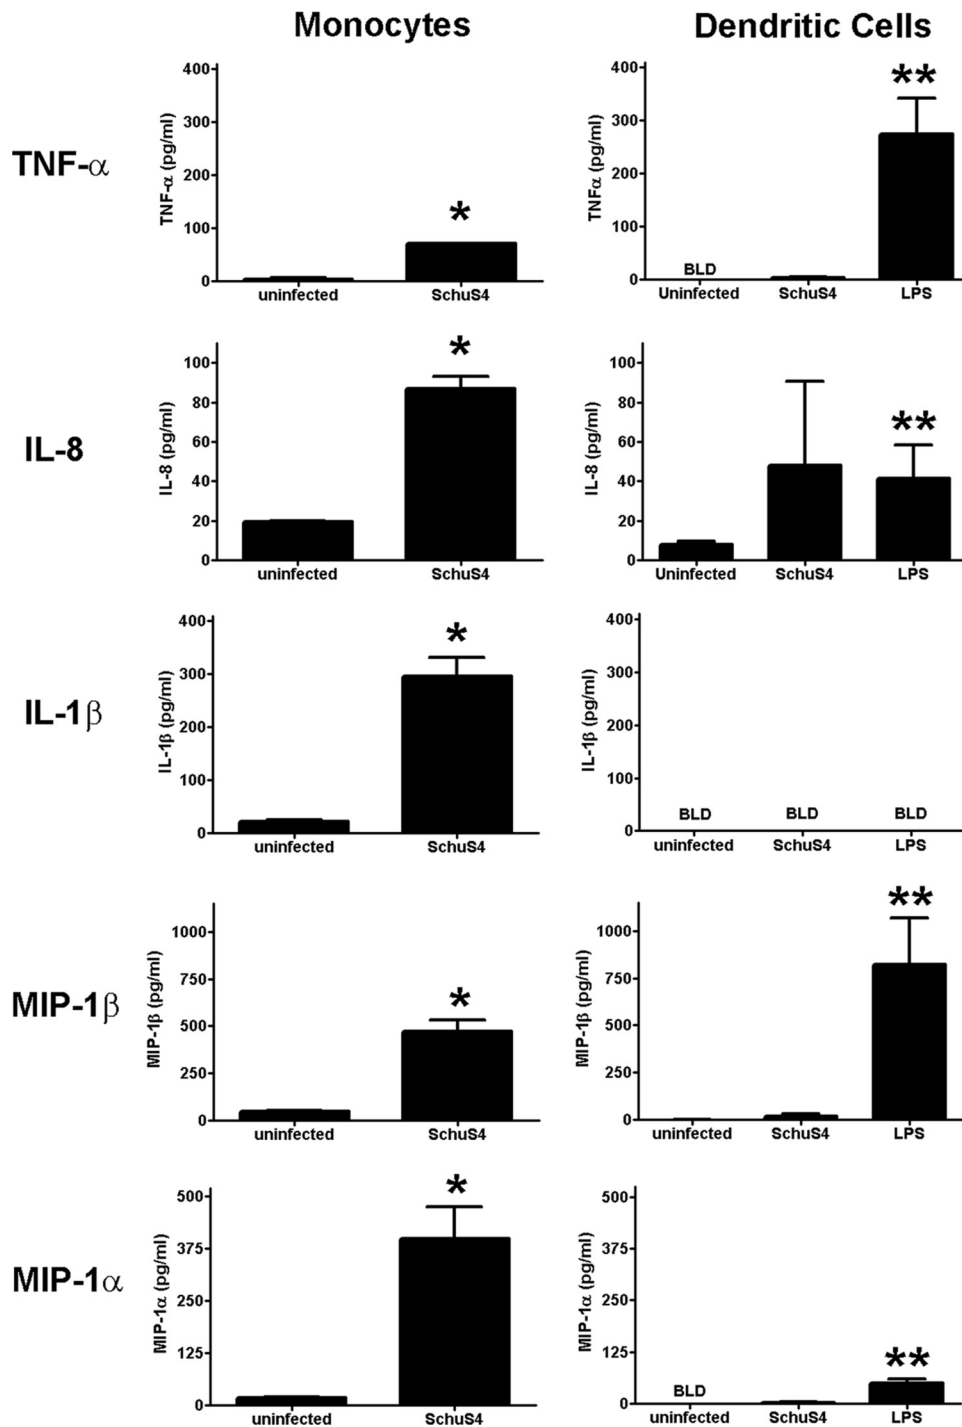 Monocytes
Dendritic Cells
TNF-α
TNF-α (pg/ml)
400
300
200
100
0
*
uninfected
SchuS4
TNFα (pg/ml)
400
300
200
100
0
BLD
**
Uninfected
SchuS4
LPS
IL-8
IL-8 (pg/ml)
100
80
60
40
20
0
*
uninfected
SchuS4
IL-8 (pg/ml)
100
80
60
40
20
0
**
Uninfected
SchuS4
LPS
IL-1β
IL-1β (pg/ml)
400
300
200
100
0
*
uninfected
SchuS4
IL-1β (pg/ml)
400
300
200
100
0
BLD
BLD
BLD
uninfected
SchuS4
LPS
MIP-1β
MIP-1β (pg/ml)
1000
750
500
250
0
*
uninfected
SchuS4
MIP-1β (pg/ml)
1000
750
500
250
0
**
uninfected
SchuS4
LPS
MIP-1α
MIP-1α (pg/ml)
500
375
250
125
0
*
uninfected
SchuS4
MIP-1α (pg/ml)
500
375
250
125
0
BLD
**
uninfected
SchuS4
LPS